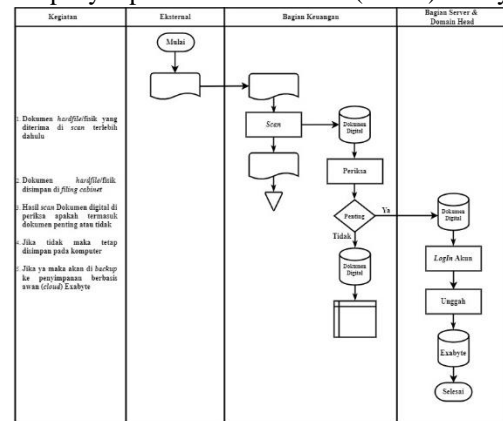 Kegiatan
Eksternal
Bagian Keuangan
Bagian Server &
Domain Head
Mulai
1. Dokumen hardfile/fisik yang
diterima di scan terlebih
dahulu
Scan
Dokumen
Digital
Periksa
2. Dokumen hardfile/fisik
disimpan di filing cabinet
3. Hasil scan Dokumen digital di
periksa apakah termasuk
dokumen penting atau tidak
4. Jika tidak maka tetap
disimpan pada komputer
5. Jika ya maka akan di backup
ke penyimpanan berbasis
awan (cloud) Exabyte
Penting
Ya
Tidak
Dokumen
Digital
Dokumen
Digital
LogIn Akun
Unggah
Exabyte
Selesai